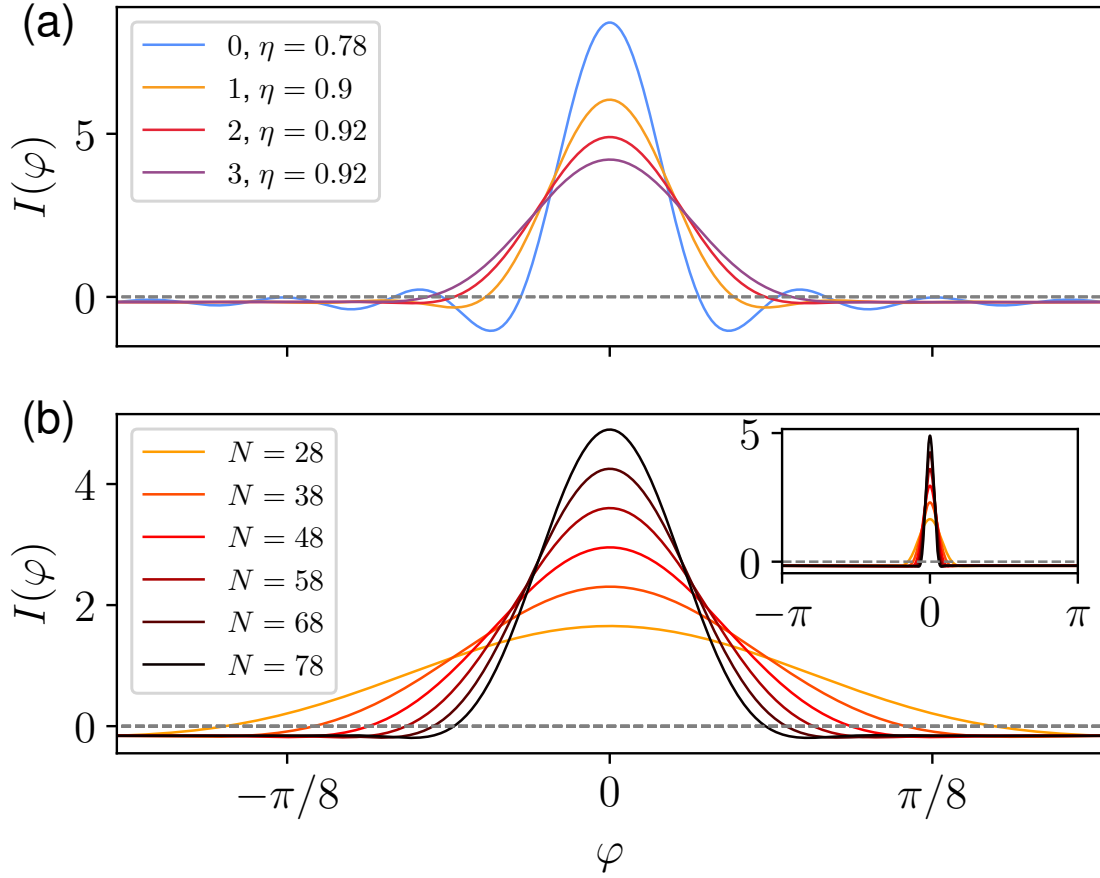 (a)
0, η = 0.78
1, η = 0.9
2, η = 0.92
3, η = 0.92
I(φ)
5
0
(b)
N = 28
N = 38
N = 48
N = 58
N = 68
N = 78
I(φ)
4
2
0
5
0
−π
0
π
−π/8
0
π/8
φ